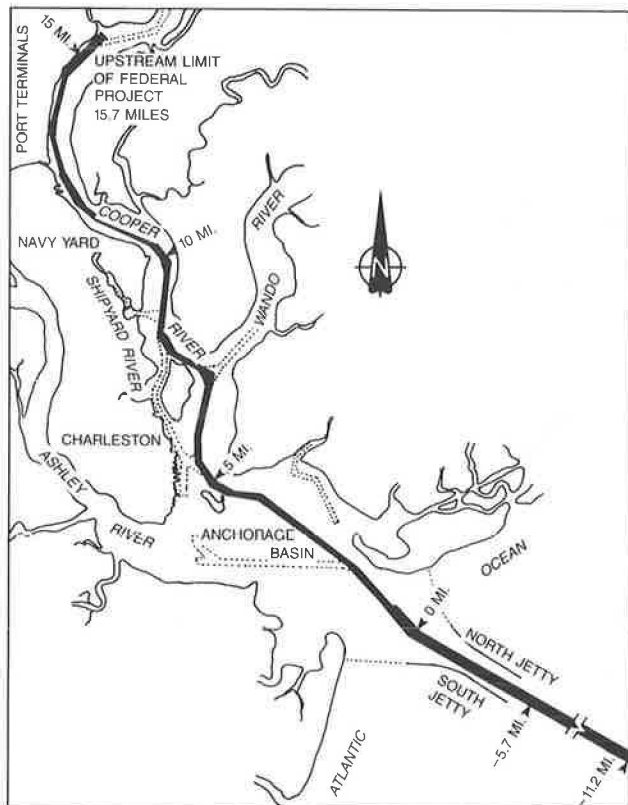 15 MI.
UPSTREAM LIMIT
OF FEDERAL
PROJECT
15.7 MILES
PORT TERMINALS
COOPER
RIVER
10 MI.
NAVY YARD
N
SHIPYARD RIVER
RIVER
WANDO
CHARLESTON
5 MI.
ASHLEY
RIVER
ANCHORAGE
BASIN
OCEAN
0 MI.
NORTH JETTY
SOUTH
JETTY
-5.7 MI.
-11.2 MI.
ATLANTIC